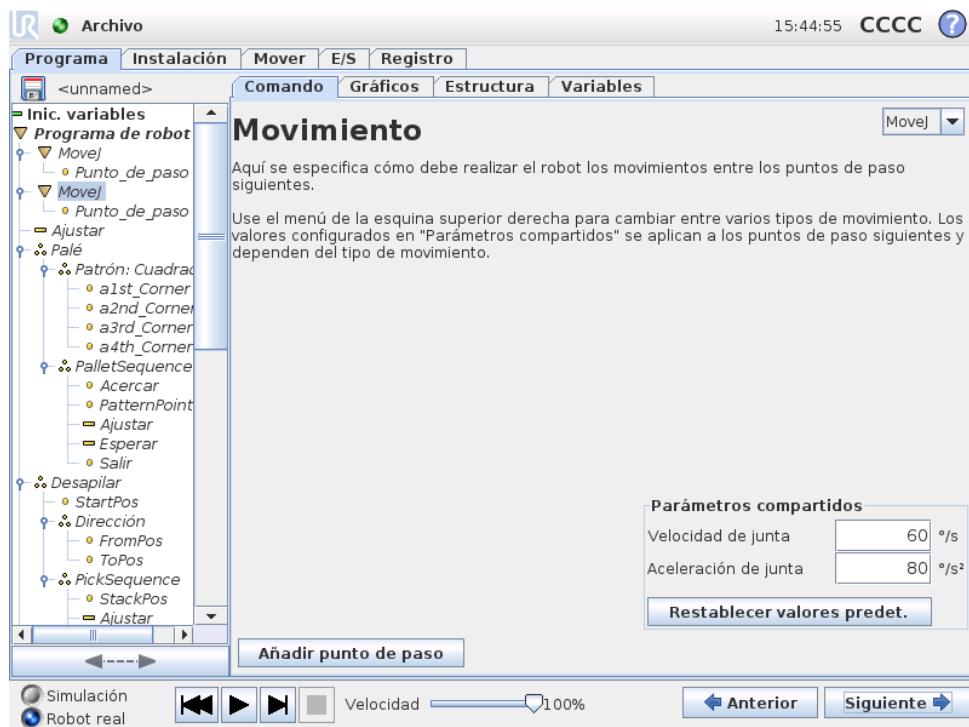 UR Archivo 15:44:55 CCCC ?
Programa Instalación Mover E/S Registro
<unnamed>
Comando Gráficos Estructura Variables
Inic. variables
Programa de robot
MoveJ
Punto_de_paso
MoveJ
Punto_de_paso
Ajustar
Palé
Patrón: Cuadrac
a1st_Corner
a2nd_Corner
a3rd_Corner
a4th_Corner
PalletSequence
Acercar
PatternPoint
Ajustar
Esperar
Salir
Desapilar
StartPos
Dirección
FromPos
ToPos
PickSequence
StackPos
Ajustar
Movimiento
MoveJ
Aquí se especifica cómo debe realizar el robot los movimientos entre los puntos de paso
siguientes.
Use el menú de la esquina superior derecha para cambiar entre varios tipos de movimiento. Los
valores configurados en "Parámetros compartidos" se aplican a los puntos de paso siguientes y
dependen del tipo de movimiento.
Parámetros compartidos
Velocidad de junta 60 °/s
Aceleración de junta 80 °/s²
Restablecer valores predet.
Añadir punto de paso
Simulación
Robot real
Velocidad 100%
Anterior
Siguiente